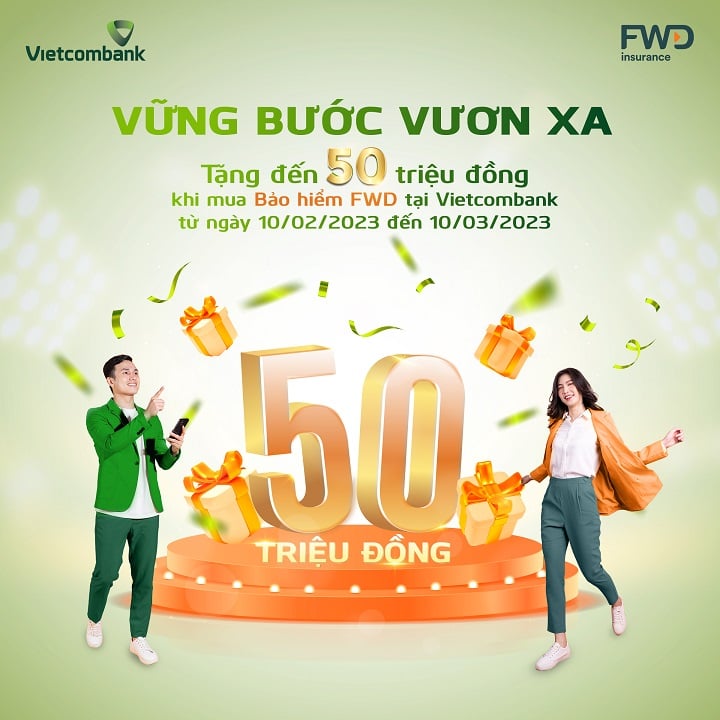 Vietcombank
FWD
insurance
VỮNG BƯỚC VƯƠN XA
Tặng đến 50 triệu đồng
khi mua Bảo hiểm FWD tại Vietcombank
từ ngày 10/02/2023 đến 10/03/2023
50
TRIỆU ĐỒNG